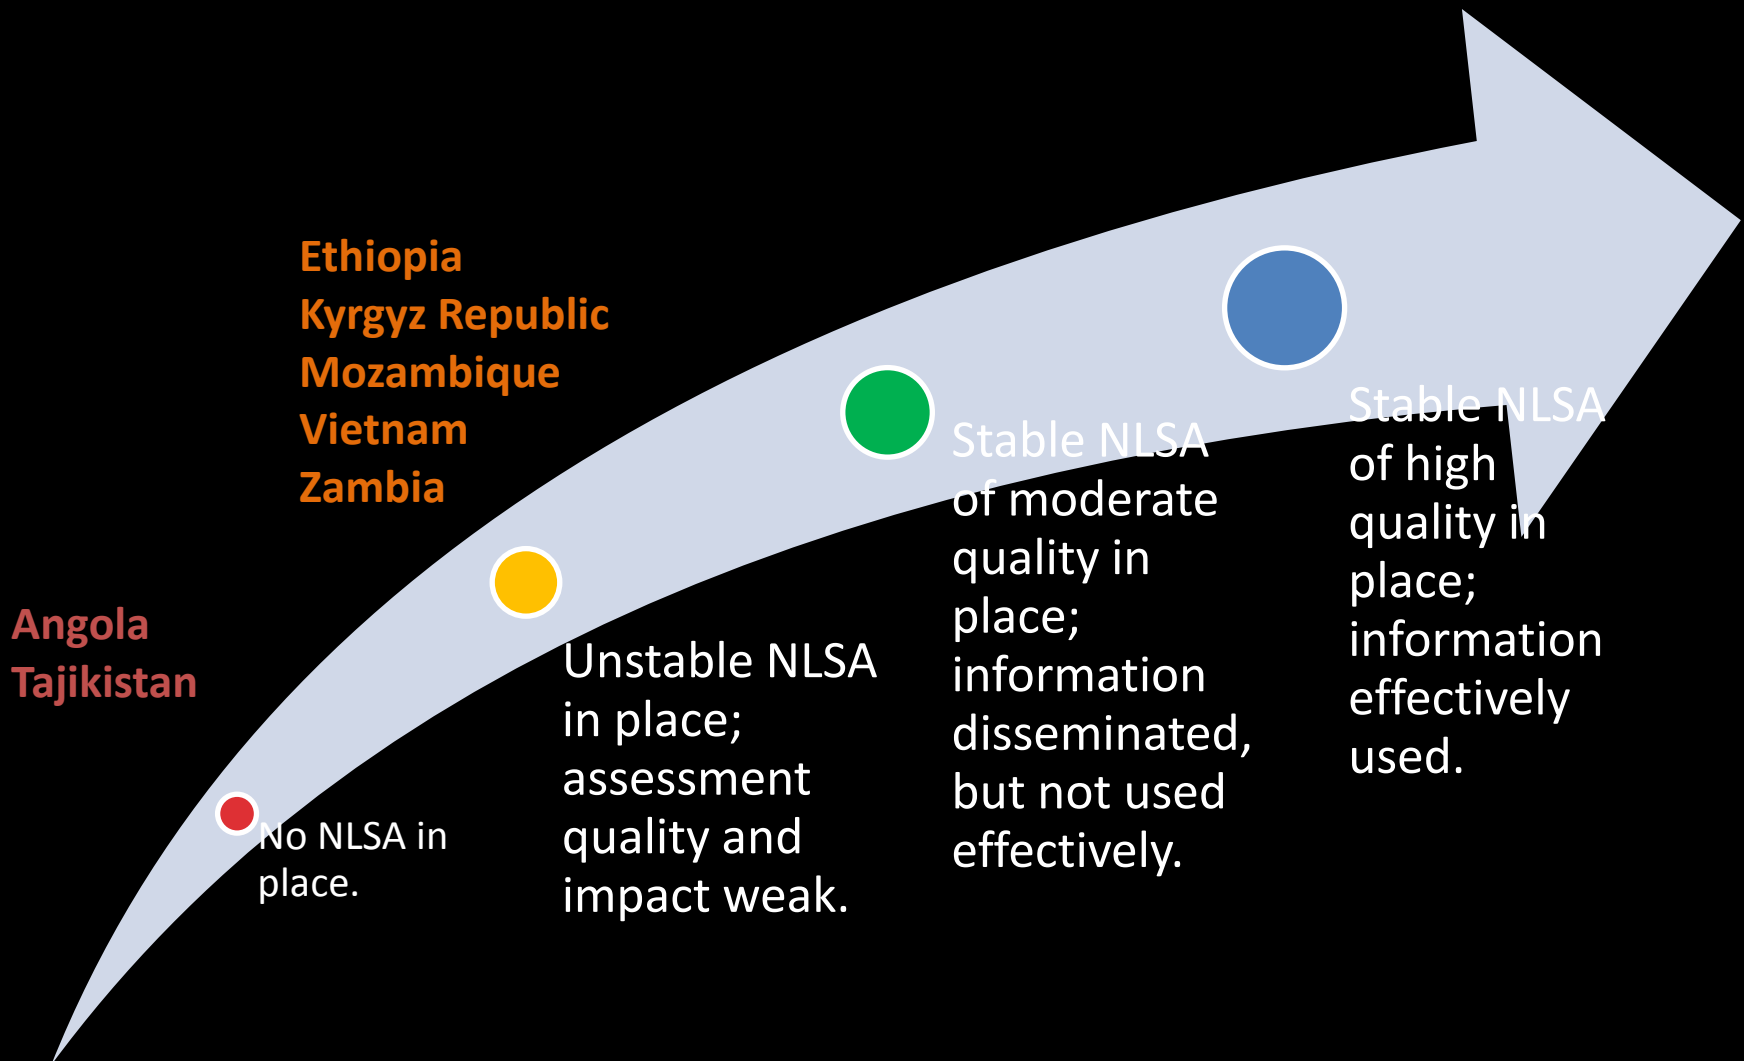 Ethiopia
Kyrgyz Republic
Mozambique
Vietnam
Zambia
Angola
Tajikistan
No NLSA in
place.
Unstable NLSA
in place;
assessment
quality and
impact weak.
Stable NLSA
of moderate
quality in
place;
information
disseminated,
but not used
effectively.
Stable NLSA
of high
quality in
place;
information
effectively
used.